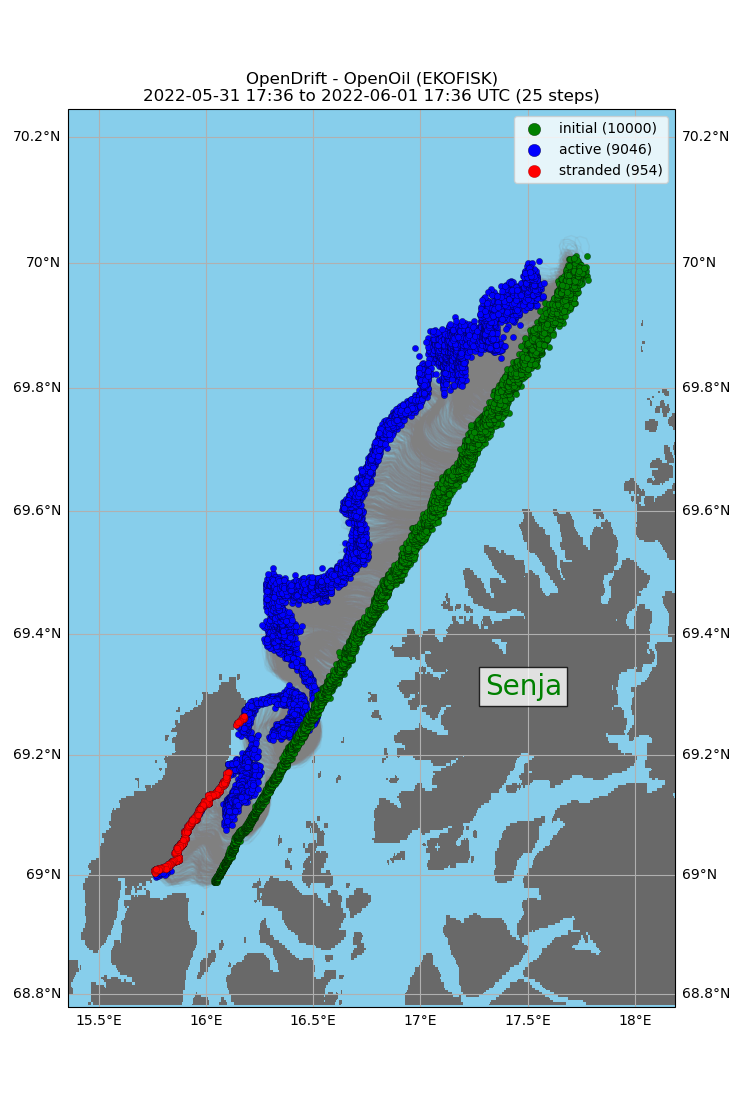 OpenDrift - OpenOil (EKOFISK)
2022-05-31 17:36 to 2022-06-01 17:36 UTC (25 steps)
initial (10000)
active (9046)
stranded (954)
70.2°N 70.2°N
70°N 70°N
69.8°N 69.8°N
69.6°N 69.6°N
69.4°N 69.4°N
Senja
69.2°N 69.2°N
69°N 69°N
68.8°N 68.8°N
15.5°E 16°E 16.5°E 17°E 17.5°E 18°E